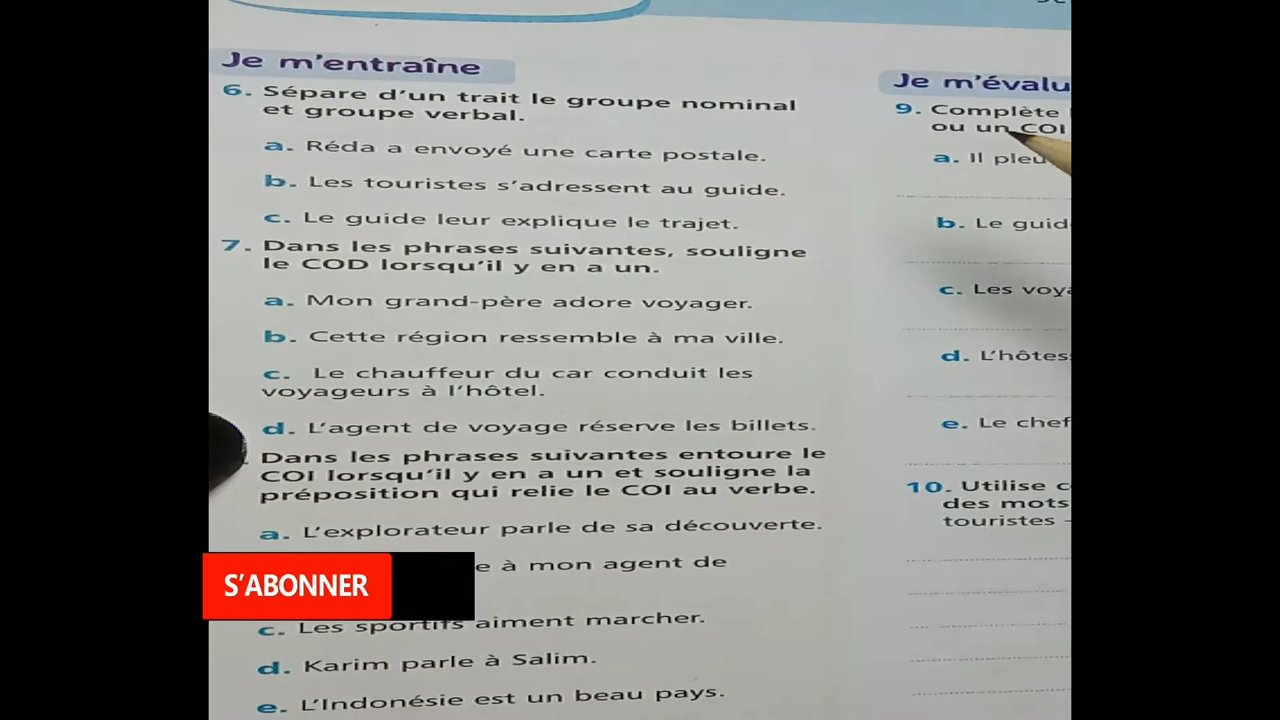 Je m'entraîne
6. Sépare d'un trait le groupe nominal
et groupe verbal.
a. Réda a envoyé une carte postale.
b. Les touristes s'adressent au guide.
c. Le guide leur explique le trajet.
7. Dans les phrases suivantes, souligne
le COD lorsqu'il y en a un.
a. Mon grand-père adore voyager.
b. Cette région ressemble à ma ville.
c. Le chauffeur du car conduit les
voyageurs à l'hôtel.
d. L'agent de voyage réserve les billets.
Dans les phrases suivantes entoure le
COI lorsqu'il y en a un et souligne la
préposition qui relie le COI au verbe.
a. L'explorateur parle de sa découverte.
à mon agent de
S'ABONNER
c. Les sportifs aiment marcher.
d. Karim parle à Salim.
e. L'Indonésie est un beau pays.
Je m'évalu
9. Complète
ou un COI
a. Il pleu
b. Le guid
c. Les voya
d. L'hôtes
e. Le chef
10. Utilise c
des mots
touristes -